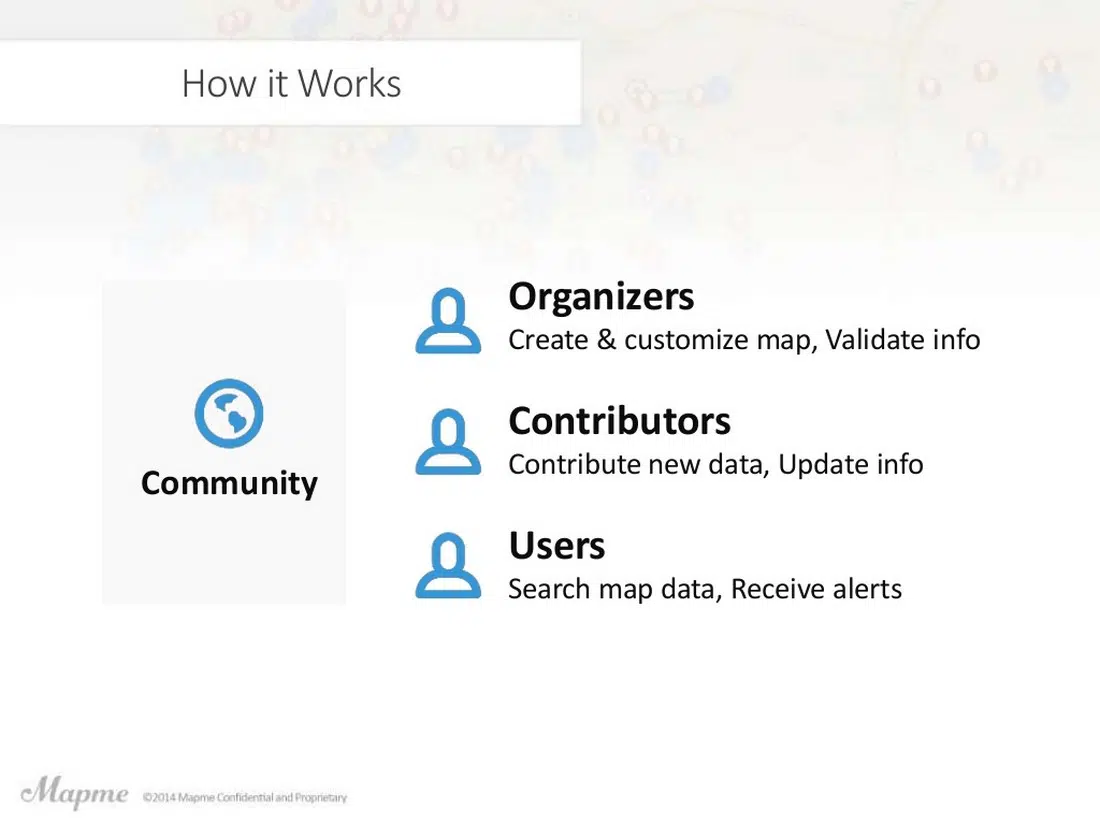 How it Works
Community
Organizers
Create & customize map, Validate info
Contributors
Contribute new data, Update info
Users
Search map data, Receive alerts
Mapme ©2014 Mapme Confidential and Proprietary